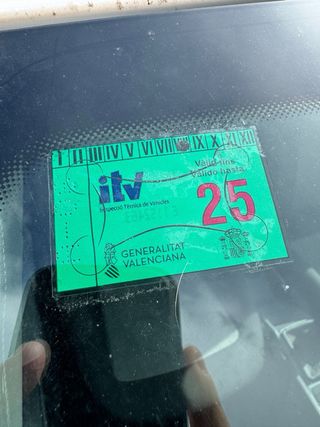 I II III IV V VI VII VIII IX X XI XII
Vàlid fins
Válido hasta
itv
Inspecció Técnica de Vehicles
25
GENERALITAT
VALENCIANA